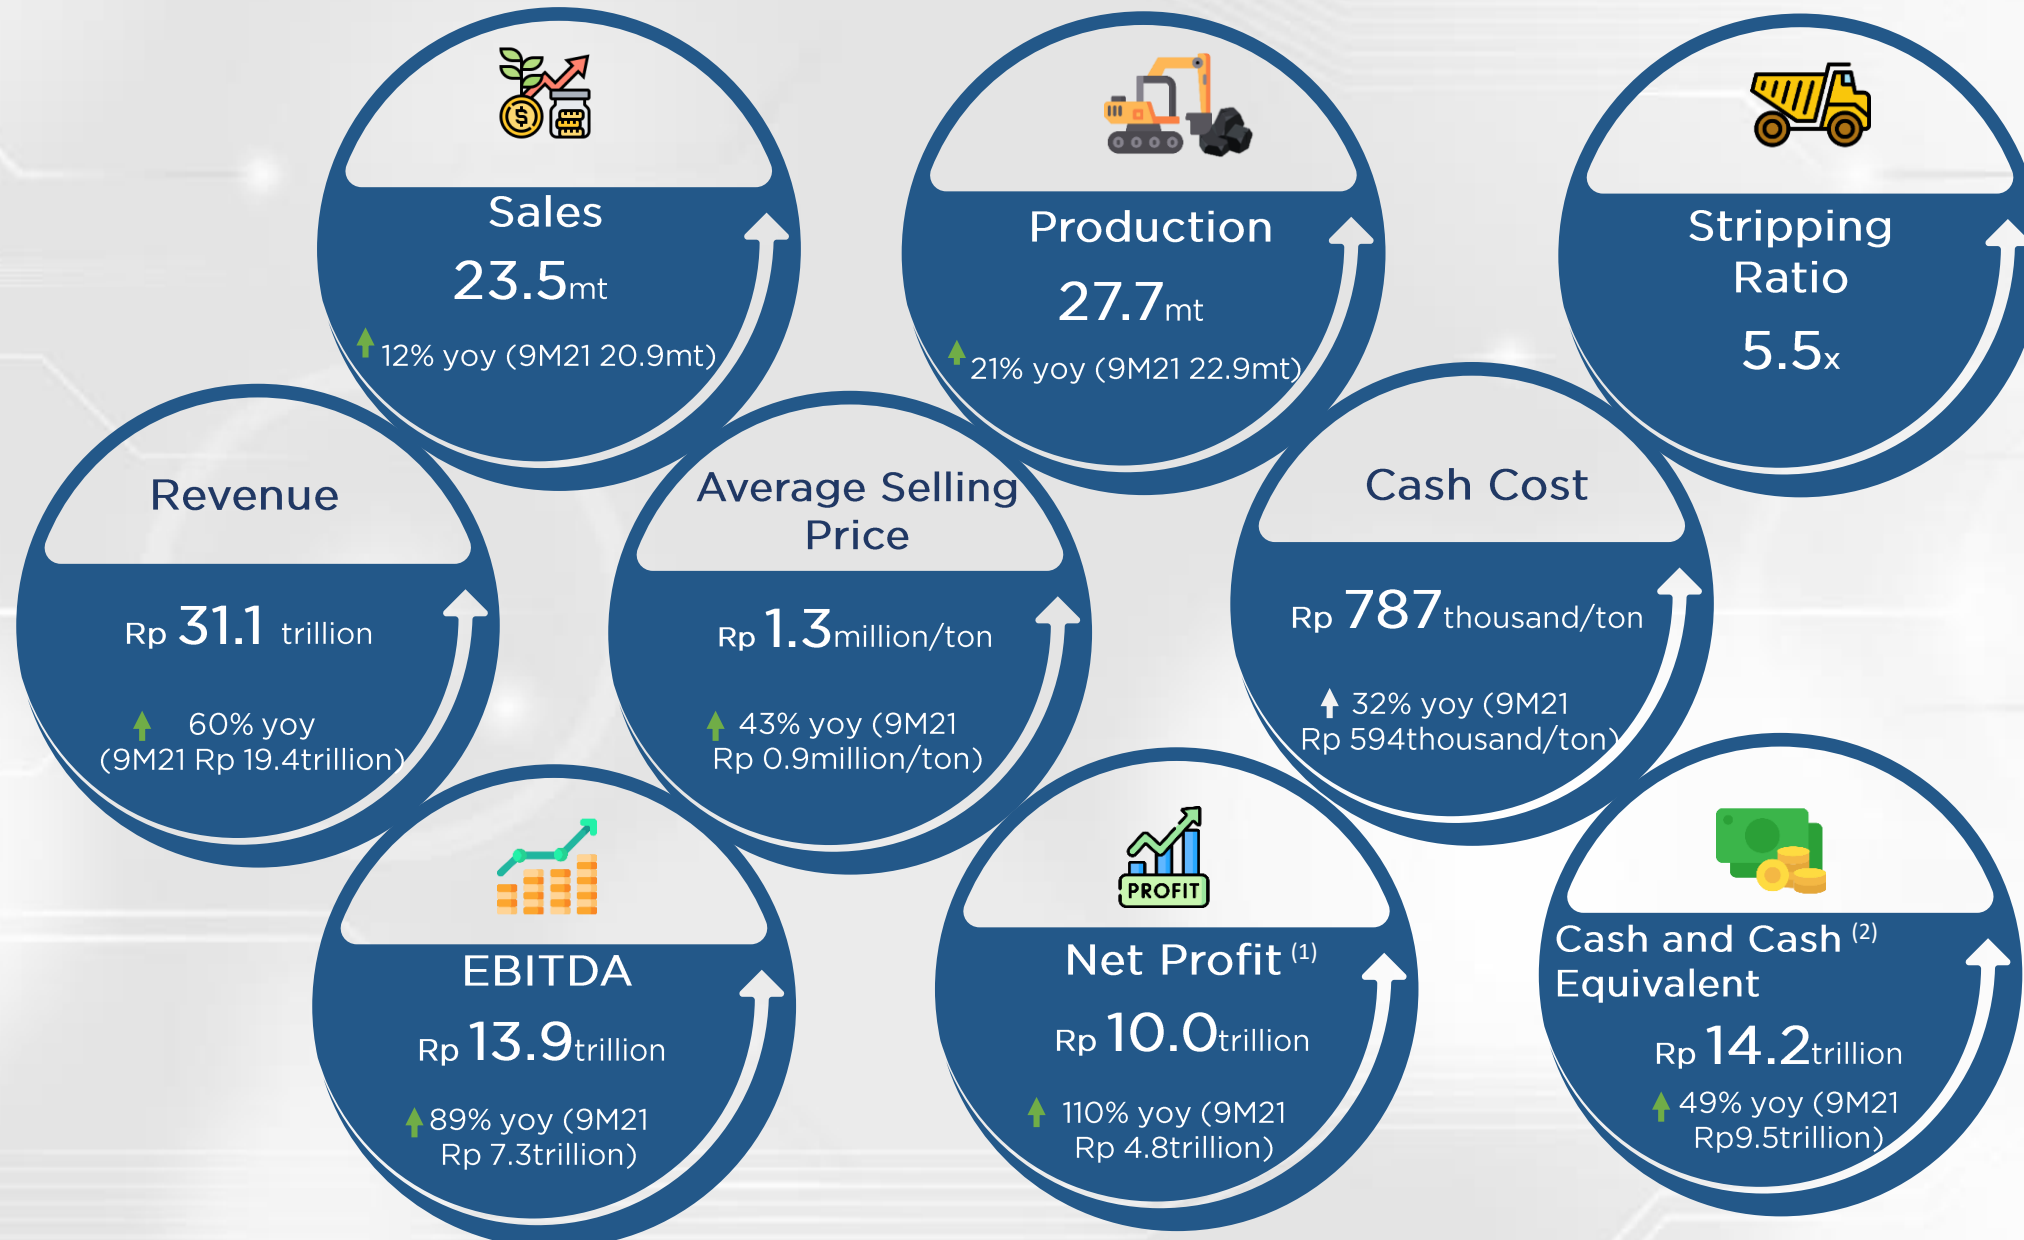 Sales
23.5mt
12% yoy (9M21 20.9mt)
Production
27.7mt
21% yoy (9M21 22.9mt)
Stripping
Ratio
5.5x
Revenue
Rp 31.1 trillion
60% yoy
(9M21 Rp 19.4trillion)
Average Selling
Price
Rp 1.3million/ton
43% yoy (9M21
Rp 0.9million/ton)
Cash Cost
Rp 787thousand/ton
32% yoy (9M21
Rp 594thousand/ton)
EBITDA
Rp 13.9trillion
89% yoy (9M21
Rp 7.3trillion)
PROFIT
Net Profit (1)
Rp 10.0trillion
110% yoy (9M21
Rp 4.8trillion)
Cash and Cash (2)
Equivalent
Rp 14.2trillion
49% yoy (9M21
Rp9.5trillion)